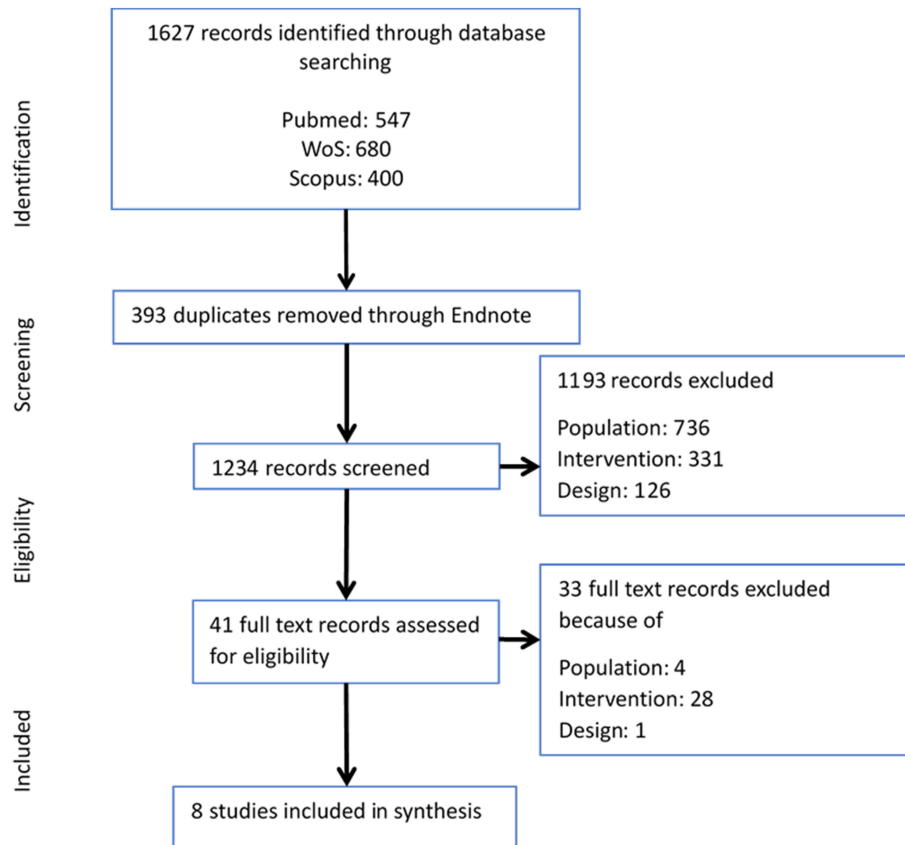 Identification
1627 records identified through database
searching
Pubmed: 547
WoS: 680
Scopus: 400
Screening
393 duplicates removed through Endnote
1234 records screened
1193 records excluded
Population: 736
Intervention: 331
Design: 126
Eligibility
41 full text records assessed
for eligibility
33 full text records excluded
because of
Population: 4
Intervention: 28
Design: 1
Included
8 studies included in synthesis